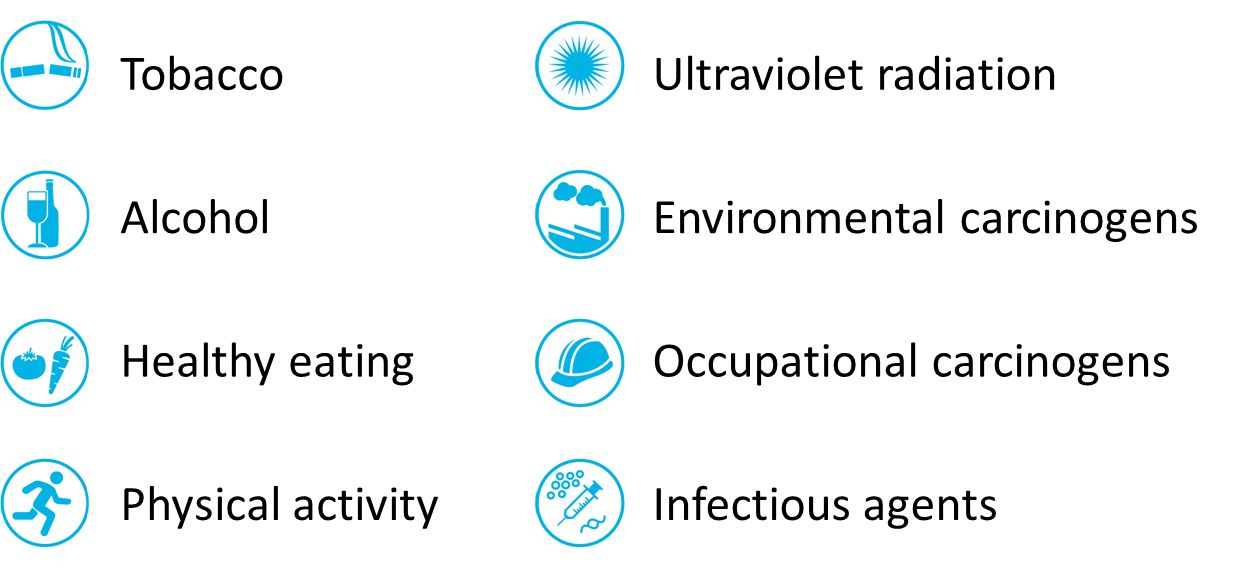 Tobacco
Ultraviolet radiation
Alcohol
Environmental carcinogens
Healthy eating
Occupational carcinogens
Physical activity
Infectious agents